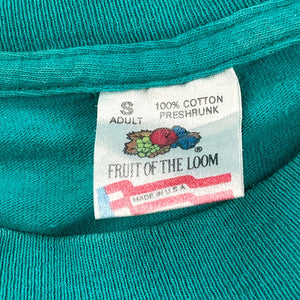 S 100% COTTON
ADULT PRESHRUNK
®
FRUIT OF THE LOOM
MADE IN U.S.A.